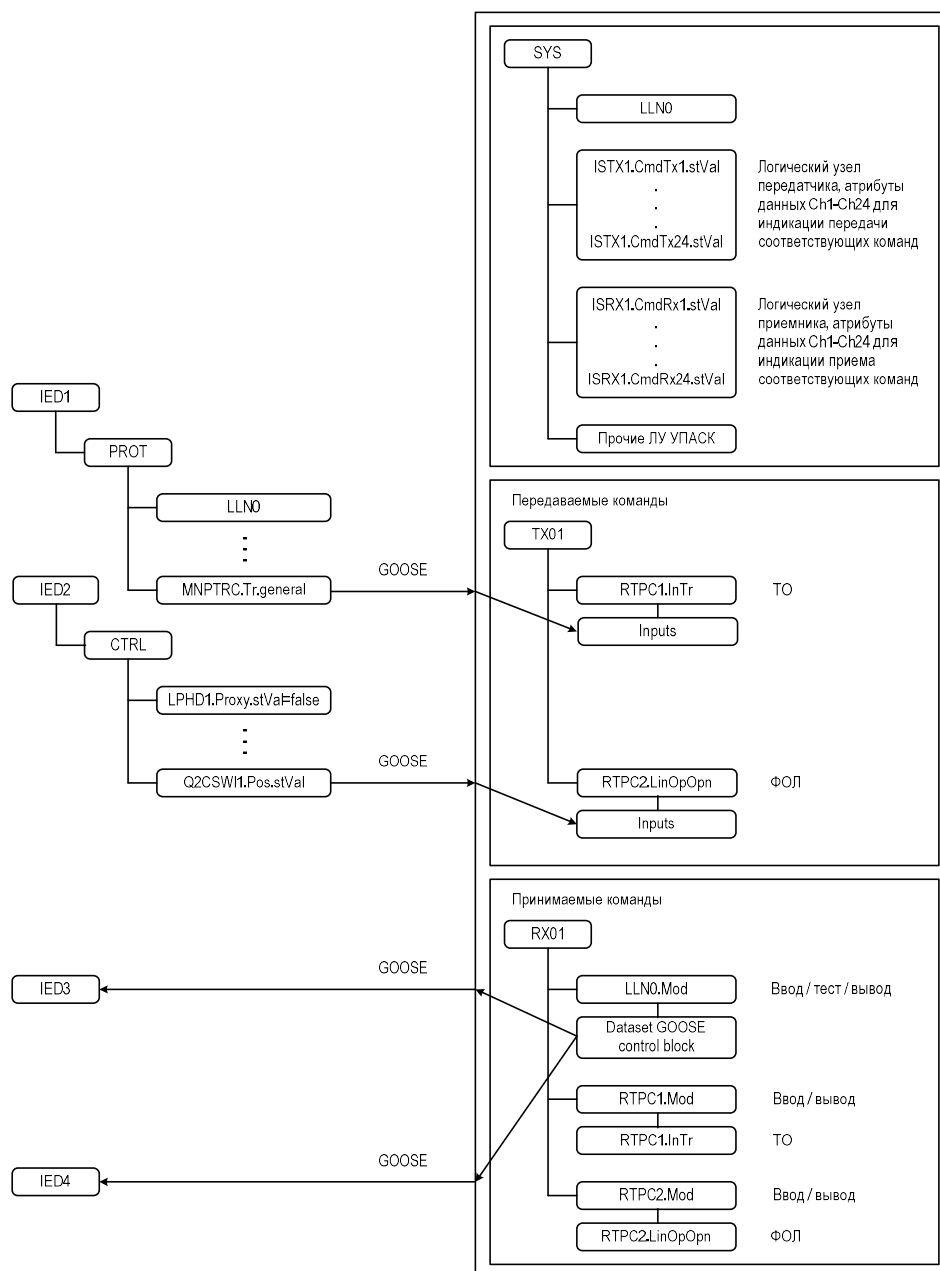 SYS
LLN0
ISTX1.CmdTx1.stVal
.
.
.
ISTX1.CmdTx24.stVal
Логический узел
передатчика, атрибуты
данных Ch1-Ch24 для
индикации передачи
соответствующих команд
ISRX1.CmdRx1.stVal
.
.
.
ISRX1.CmdRx24.stVal
Логический узел
приемника, атрибуты
данных Ch1-Ch24 для
индикации приема
соответствующих команд
Прочие ЛУ УПАСК
IED1
PROT
LLN0
MNPTRC.Tr.general
GOOSE
IED2
CTRL
LPHD1.Proxy.stVal=false
Q2CSWI1.Pos.stVal
GOOSE
Передаваемые команды
TX01
RTPC1.InTr
ТО
Inputs
RTPC2.LinOpOpn
ФОЛ
Inputs
Принимаемые команды
RX01
LLN0.Mod
Ввод / тест / вывод
Dataset GOOSE
control block
RTPC1.Mod
Ввод / вывод
RTPC1.InTr
ТО
RTPC2.Mod
Ввод / вывод
RTPC2.LinOpOpn
ФОЛ
GOOSE
IED3
GOOSE
IED4